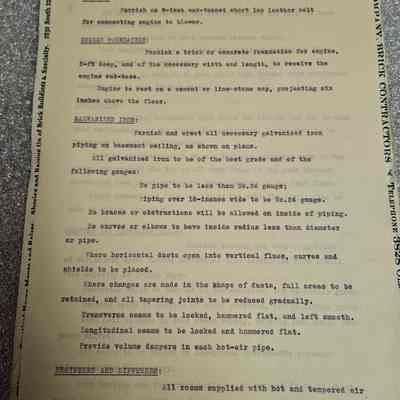 Furnish an 8-inch oak-tanned short lap leather belt
for connecting engine to blower.
ENGINE FOUNDATION:
Furnish a brick or concrete foundation for engine,
2-ft deep, and of the necessary width and length, to receive the
engine sub-base.
Engine to rest on a cement or lime-stone cap, projecting six
inches above the floor.
GALVANIZED IRON:
Furnish and erect all necessary galvanized iron
piping on basement ceiling, as shown on plans.
All galvanized iron to be of the best grade and of the
following gauges:
No pipe to be less than No.26 gauge;
Piping over 18-inches wide to be No.24 gauge.
No braces or obstructions will be allowed on inside of piping.
No curves or elbows to have inside radius less than diameter
or pipe.
Where horizontal ducts open into vertical flues, curves and
shields to be placed.
Where changes are made in the shape of ducts, full areas to be
retained, and all tapering joints to be reduced gradually.
Transverse seams to be locked, hammered flat, and left smooth.
Longitudinal seams to be locked and hammered flat.
Provide volume dampers in each hot-air pipe.
REGISTERS AND DIFFUSERS:
All rooms supplied with hot and tempered air
BRICK CONTRACTORS
TELEPHONE 3828
of Brick Builders & Specialty.